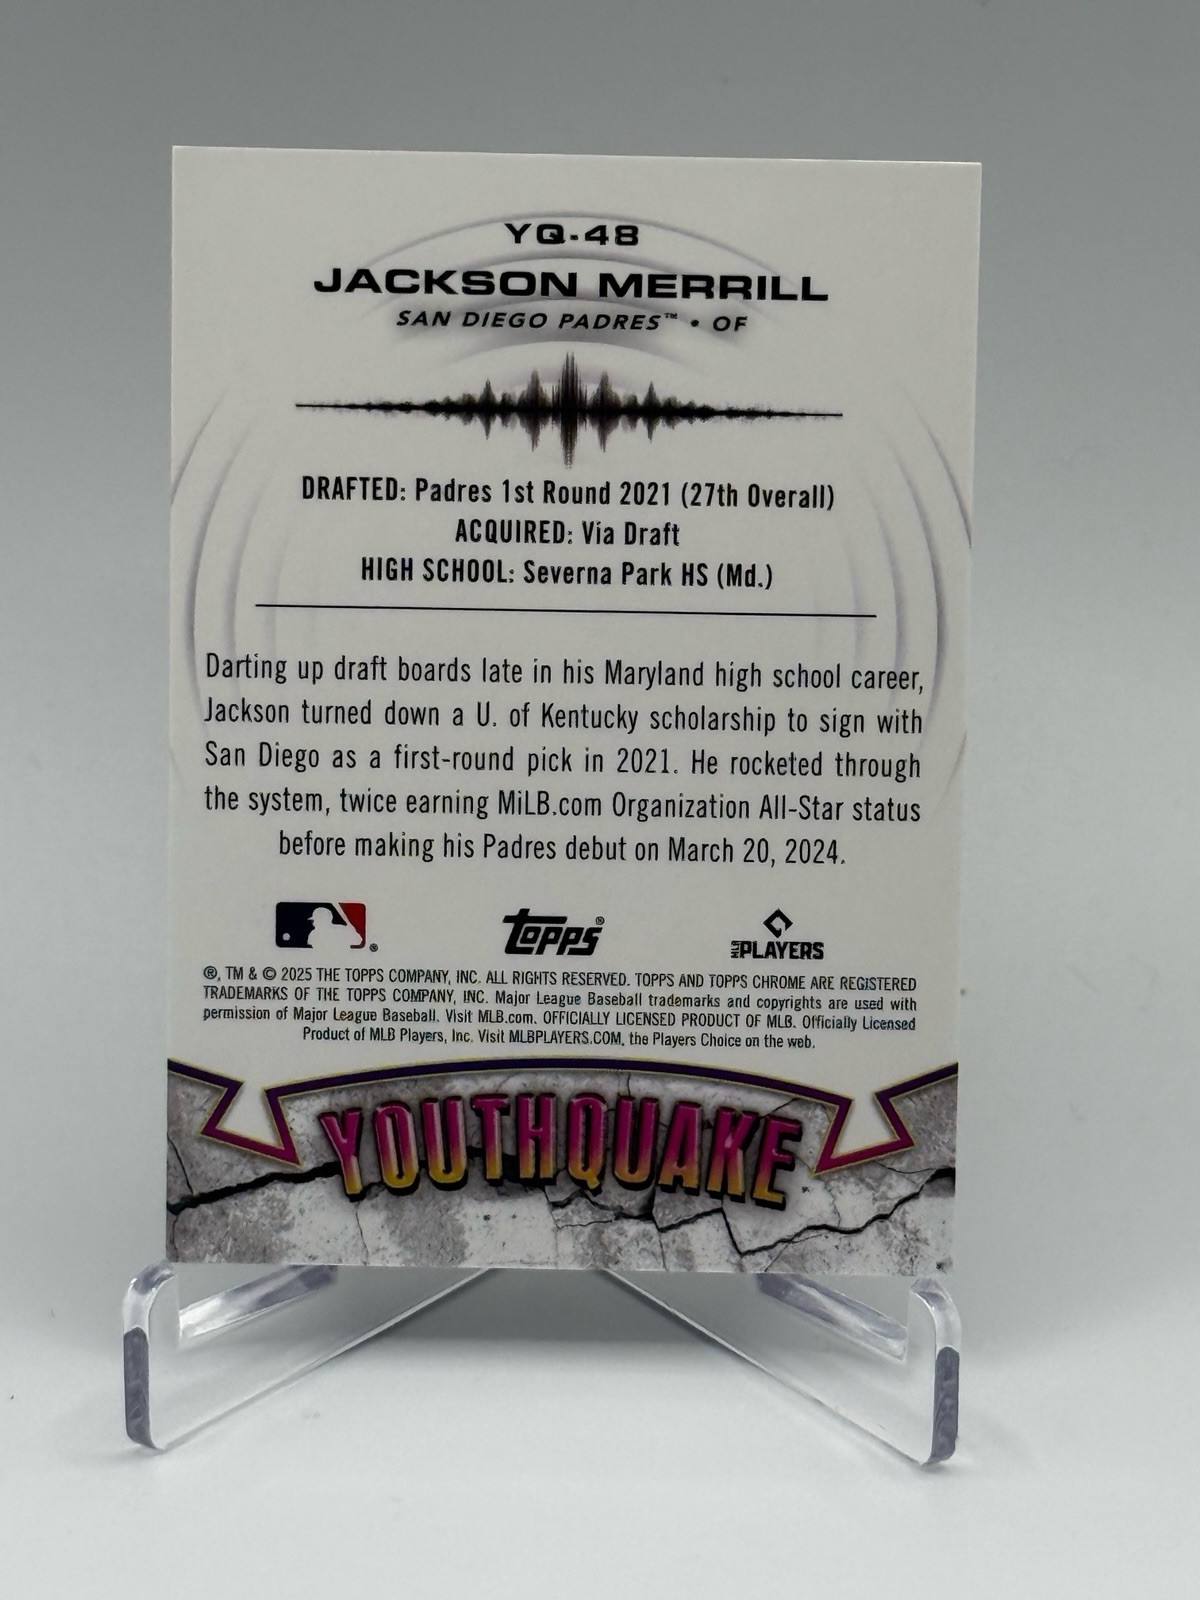 YQ-48
JACKSON MERRILL
SAN DIEGO PADRES™ • OF
DRAFTED: Padres 1st Round 2021 (27th Overall)
ACQUIRED: Via Draft
HIGH SCHOOL: Severna Park HS (Md.)
Darting up draft boards late in his Maryland high school career,
Jackson turned down a U. of Kentucky scholarship to sign with
San Diego as a first-round pick in 2021. He rocketed through
the system, twice earning MiLB.com Organization All-Star status
before making his Padres debut on March 20, 2024.
®
Topps®
MLB PLAYERS
®, TM & © 2025 THE TOPPS COMPANY, INC. ALL RIGHTS RESERVED. TOPPS AND TOPPS CHROME ARE REGISTERED
TRADEMARKS OF THE TOPPS COMPANY, INC. Major League Baseball trademarks and copyrights are used with
permission of Major League Baseball. Visit MLB.com. OFFICIALLY LICENSED PRODUCT OF MLB. Officially Licensed
Product of MLB Players, Inc. Visit MLBPLAYERS.COM, the Players Choice on the web.
YOUTHQUAKE